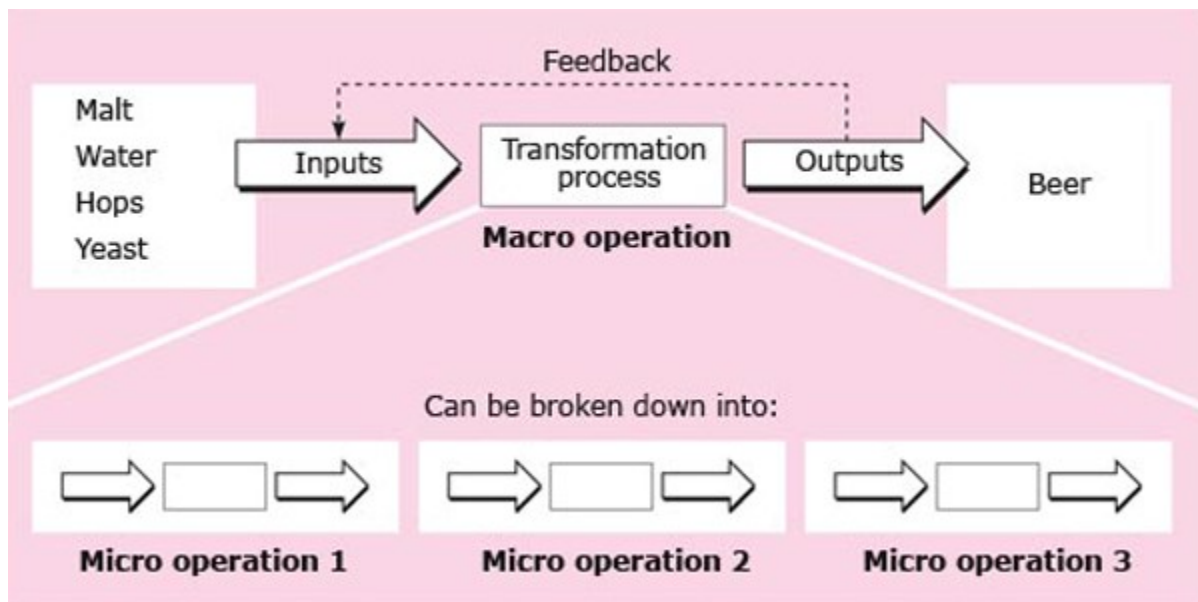 Feedback
Malt
Water
Hops
Yeast
Inputs
Transformation
process
Outputs
Beer
Macro operation
Can be broken down into:
Micro operation 1
Micro operation 2
Micro operation 3